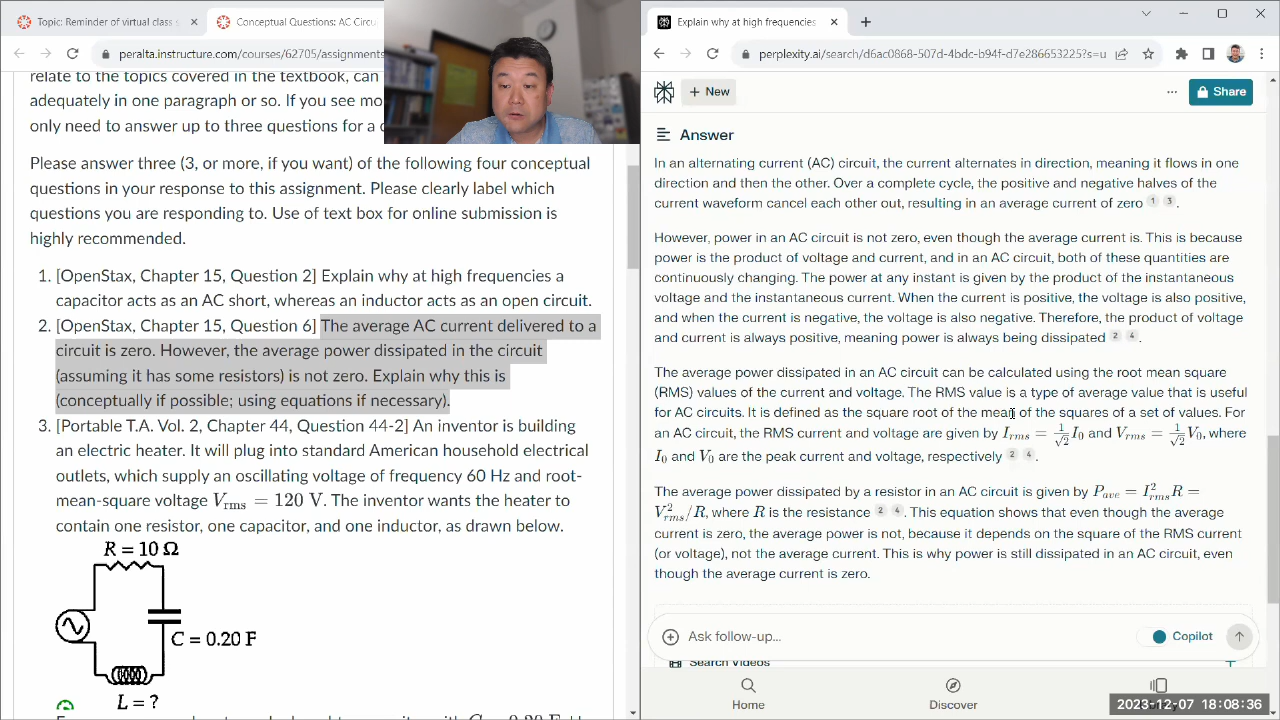 Topic: Reminder of virtual class s
Conceptual Questions: AC Circui
peralta.instructure.com/courses/62705/assignments
relate to the topics covered in the textbook, can
adequately in one paragraph or so. If you see mo
only need to answer up to three questions for a c
Please answer three (3, or more, if you want) of the following four conceptual
questions in your response to this assignment. Please clearly label which
questions you are responding to. Use of text box for online submission is
highly recommended.
1. [OpenStax, Chapter 15, Question 2] Explain why at high frequencies a
capacitor acts as an AC short, whereas an inductor acts as an open circuit.
2. [OpenStax, Chapter 15, Question 6] The average AC current delivered to a
circuit is zero. However, the average power dissipated in the circuit
(assuming it has some resistors) is not zero. Explain why this is
(conceptually if possible; using equations if necessary).
3. [Portable T.A. Vol. 2, Chapter 44, Question 44-2] An inventor is building
an electric heater. It will plug into standard American household electrical
outlets, which supply an oscillating voltage of frequency 60 Hz and root-
mean-square voltage V_rms = 120 V. The inventor wants the heater to
contain one resistor, one capacitor, and one inductor, as drawn below.
R = 10 Ω
C = 0.20 F
L = ?
Explain why at high frequencies
perplexity.ai/search/d6ac0868-507d-4bdc-b94f-d7e286653225?s=u
+ New
Share
Answer
In an alternating current (AC) circuit, the current alternates in direction, meaning it flows in one
direction and then the other. Over a complete cycle, the positive and negative halves of the
current waveform cancel each other out, resulting in an average current of zero 1 3 .
However, power in an AC circuit is not zero, even though the average current is. This is because
power is the product of voltage and current, and in an AC circuit, both of these quantities are
continuously changing. The power at any instant is given by the product of the instantaneous
voltage and the instantaneous current. When the current is positive, the voltage is also positive,
and when the current is negative, the voltage is also negative. Therefore, the product of voltage
and current is always positive, meaning power is always being dissipated 2 4 .
The average power dissipated in an AC circuit can be calculated using the root mean square
(RMS) values of the current and voltage. The RMS value is a type of average value that is useful
for AC circuits. It is defined as the square root of the mean of the squares of a set of values. For
an AC circuit, the RMS current and voltage are given by I_rms = 1/√2 I_0 and V_rms = 1/√2 V_0, where
I_0 and V_0 are the peak current and voltage, respectively 2 4 .
The average power dissipated by a resistor in an AC circuit is given by P_ave = I²_rms R =
V²_rms/R, where R is the resistance 2 4 . This equation shows that even though the average
current is zero, the average power is not, because it depends on the square of the RMS current
(or voltage), not the average current. This is why power is still dissipated in an AC circuit, even
though the average current is zero.
Ask follow-up...
Copilot
Search Videos
Home
Discover
2023-12-07 18:08:36